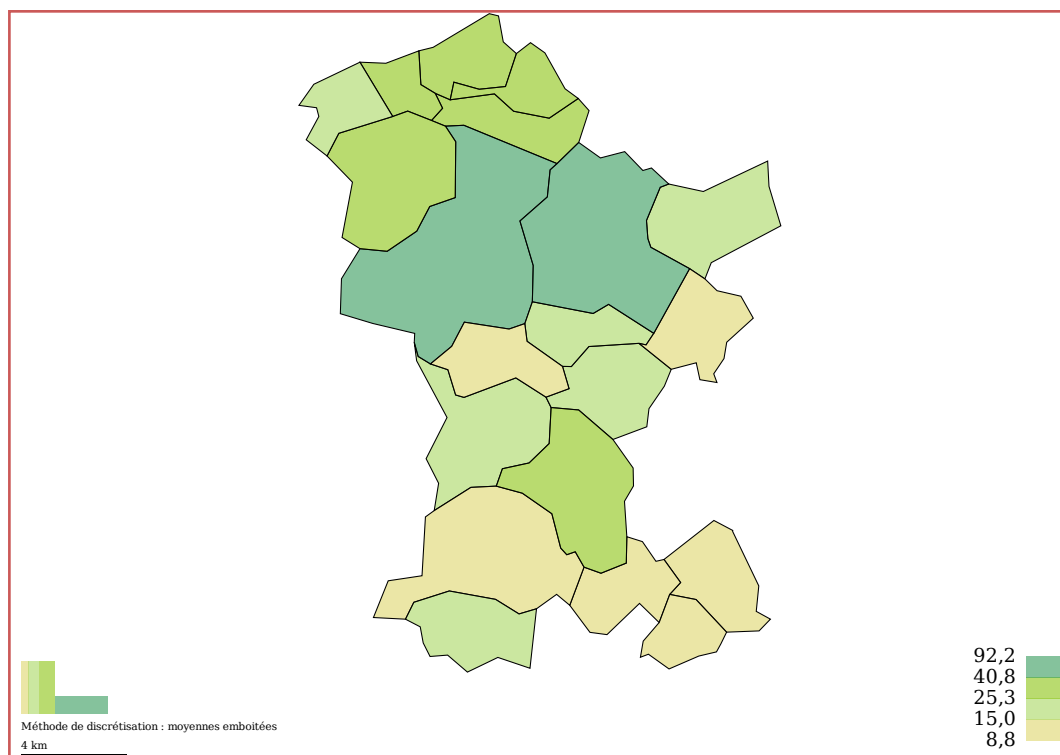 92,2
40,8
25,3
15,0
8,8
Méthode de discrétisation : moyennes emboitées
4 km